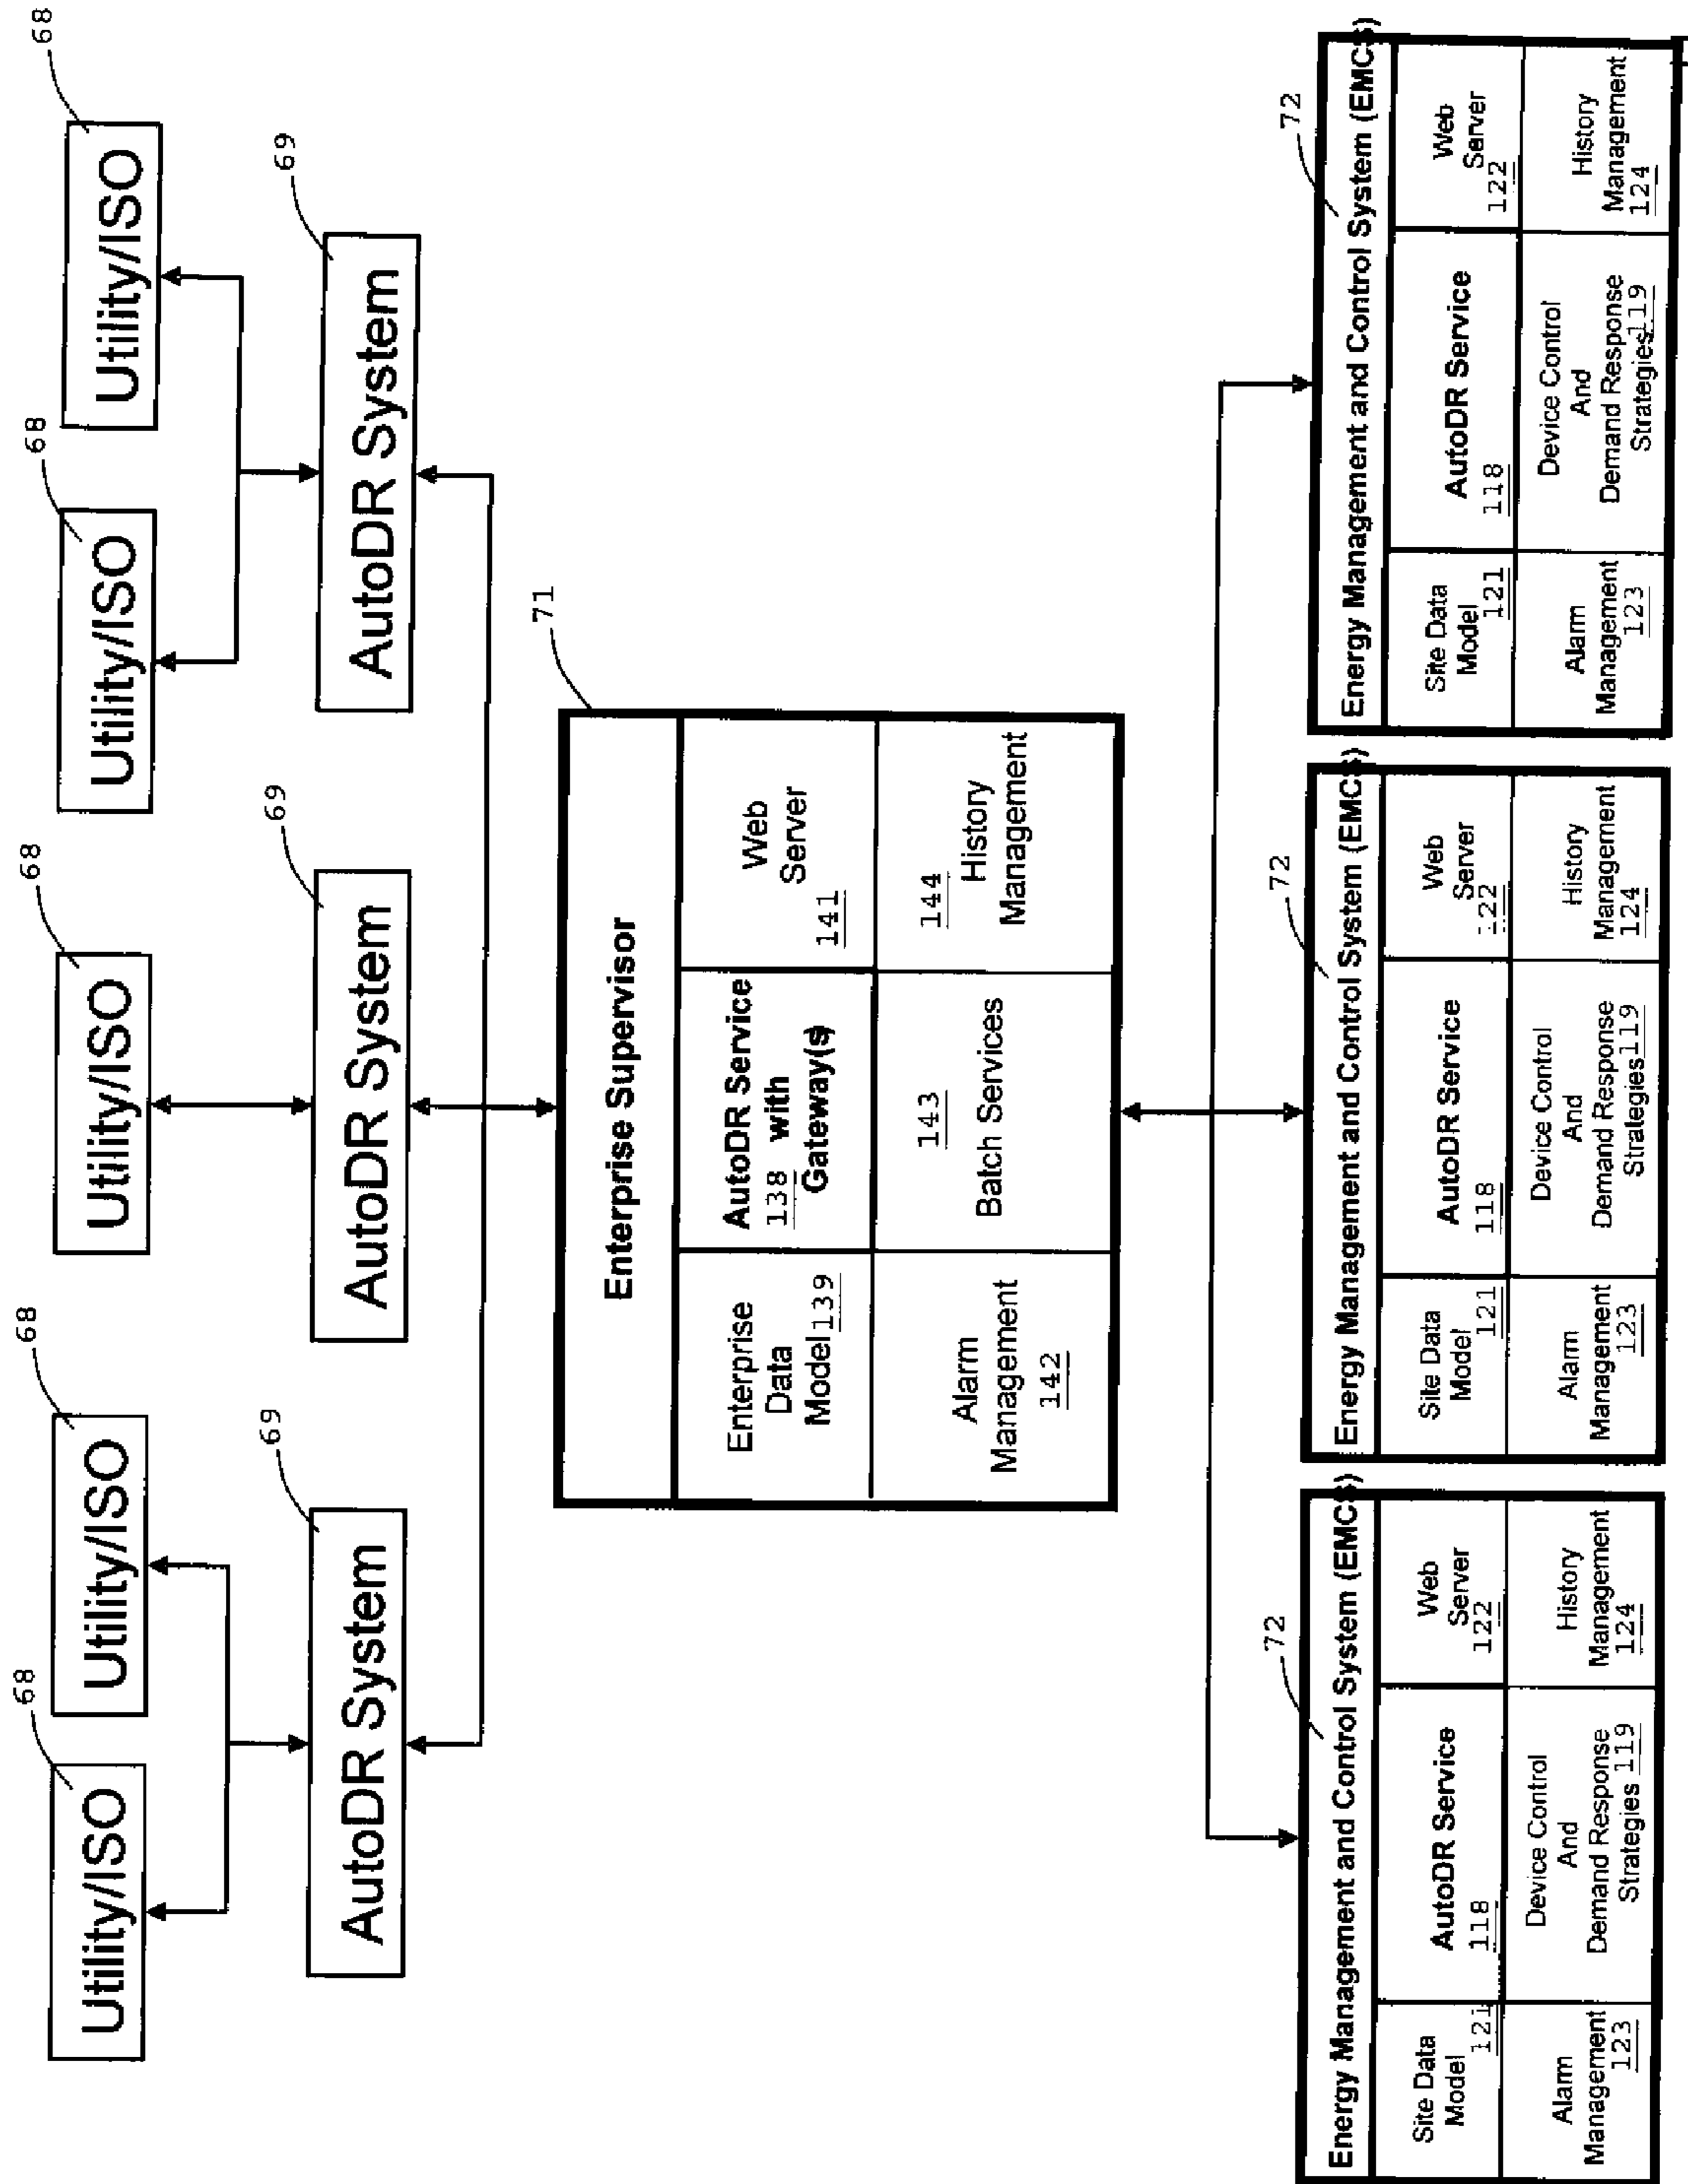 68
68
68
68
68
Utility/ISO
Utility/ISO
Utility/ISO
Utility/ISO
Utility/ISO
69
69
69
AutoDR System
AutoDR System
AutoDR System
71
Enterprise Supervisor
Enterprise
Data
Model 139
AutoDR Service
138 with
Gateway(s
Web
Server
141
Alarm
Management
142
143
Batch Services
144 History
Management
72
Energy Management and Control System (EMCS)
Site Data
Model
121
AutoDR Service
118
Web
Server
122
Alarm
Management
123
Device Control
And
Demand Response
Strategies 119
History
Management
124
72
Energy Management and Control System (EMCS)
Site Data
Model
121
AutoDR Service
118
Web
Server
122
Alarm
Management
123
Device Control
And
Demand Response
Strategies119
History
Management
124
72
Energy Management and Control System (EMCS)
Site Data
Model
121
AutoDR Service
118
Web
Server
122
Alarm
Management
123
Device Control
And
Demand Response
Strategies119
History
Management
124